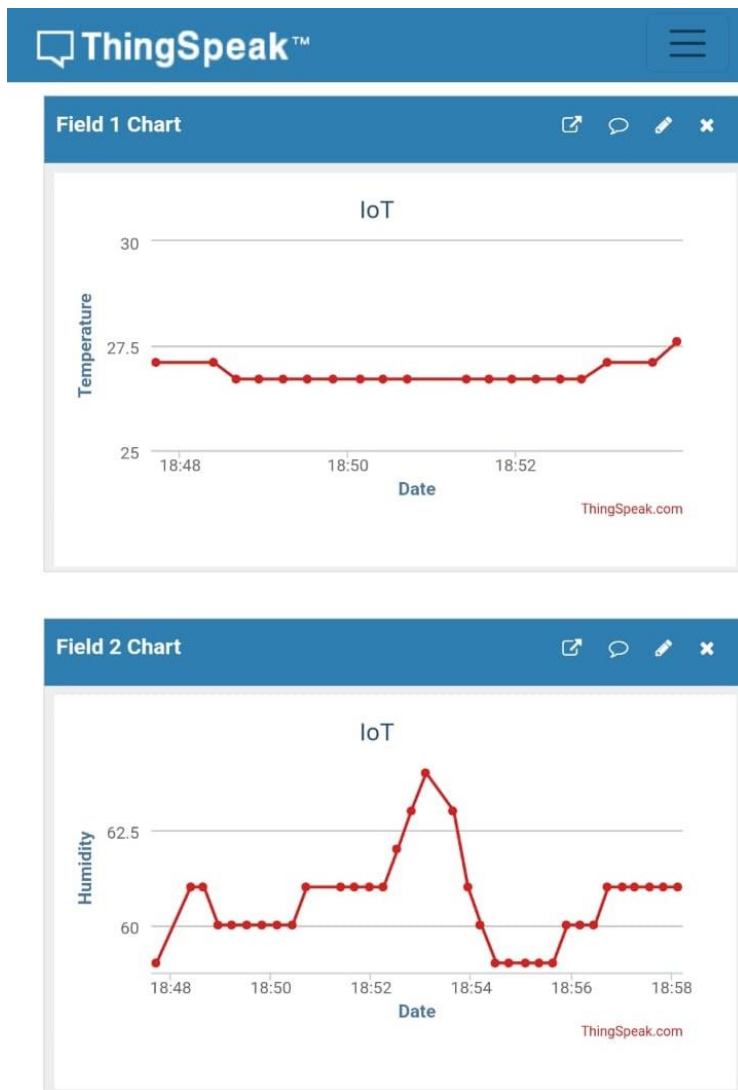 ThingSpeak™
Field 1 Chart
IoT
30
27.5
25
Temperature
18:48 18:50 18:52
Date
ThingSpeak.com
Field 2 Chart
IoT
62.5
60
Humidity
18:48 18:50 18:52 18:54 18:56 18:58
Date
ThingSpeak.com